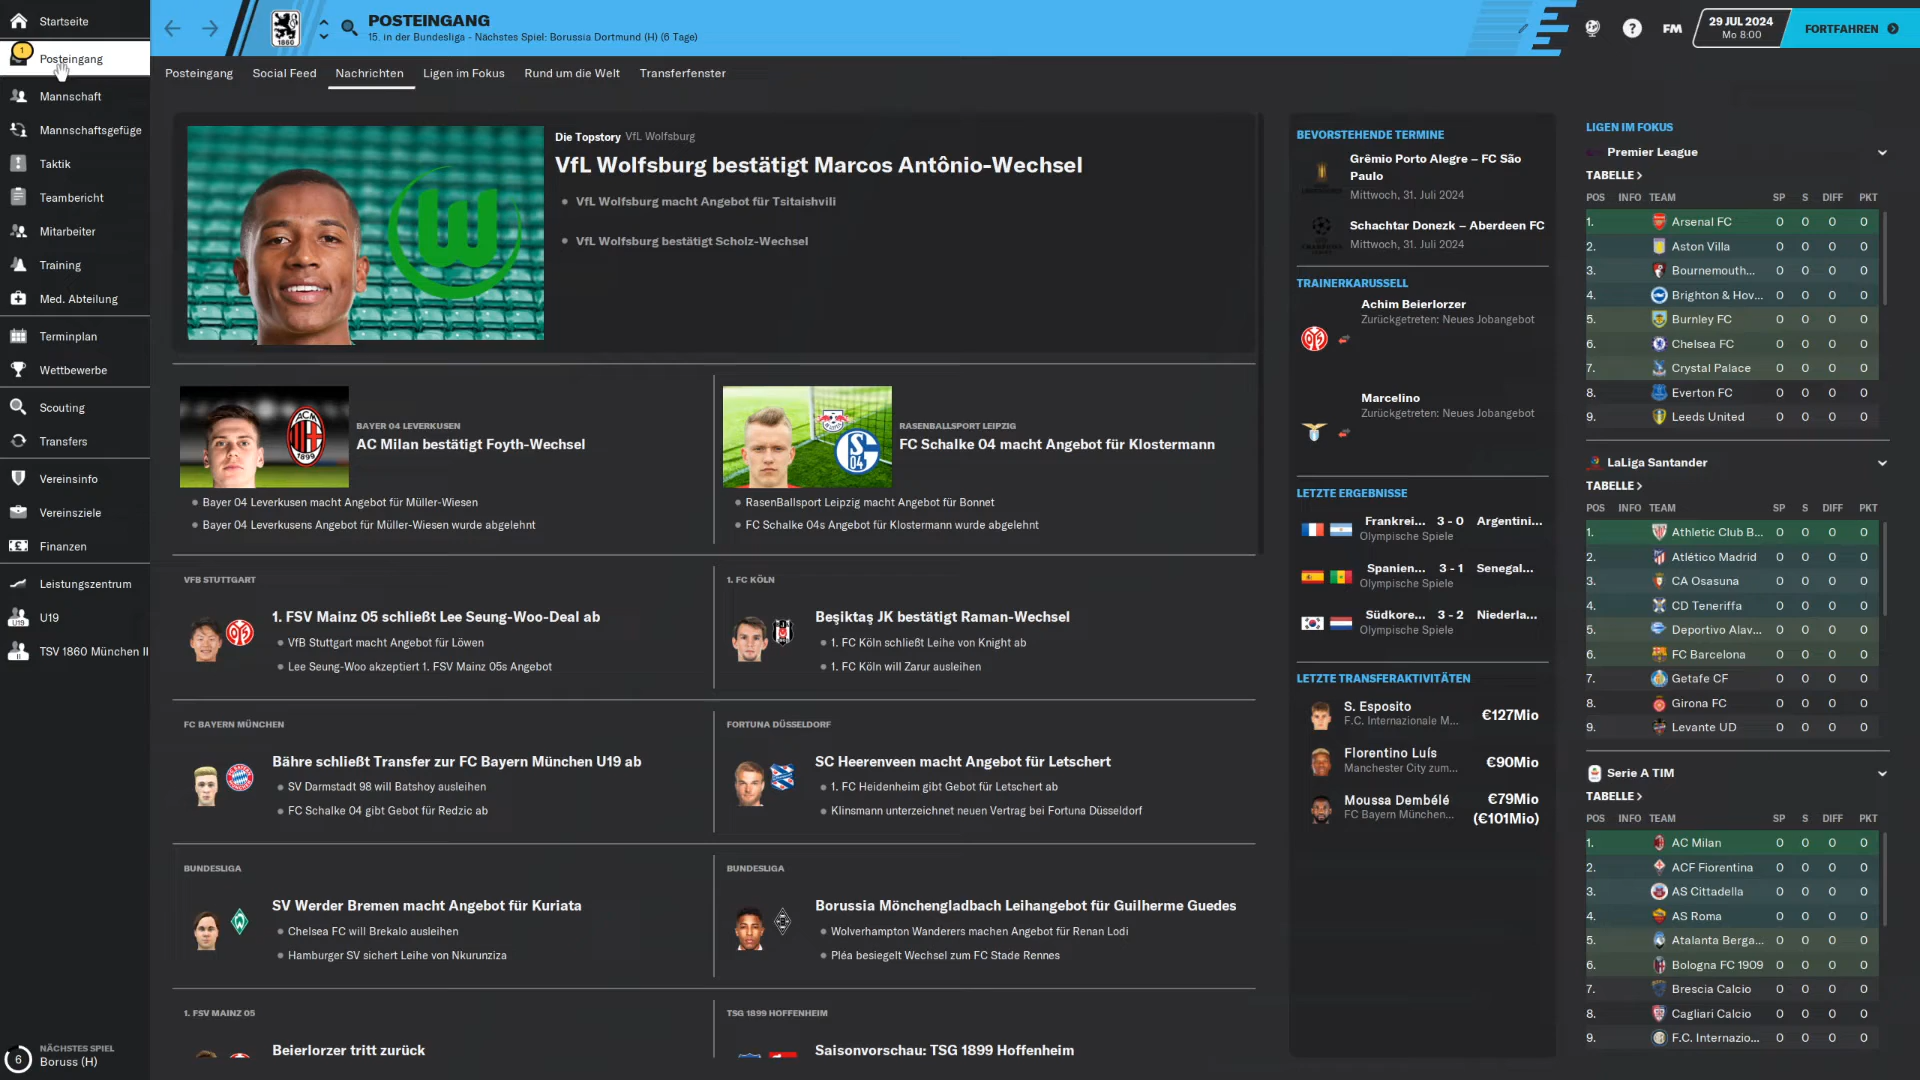 Startseite
1
Posteingang
Mannschaft
Mannschaftsgefüge
Taktik
Teambericht
Mitarbeiter
Training
Med. Abteilung
Terminplan
Wettbewerbe
Scouting
Transfers
Vereinsinfo
Vereinsziele
Finanzen
Leistungszentrum
U19
TSV 1860 München II
6
NÄCHSTES SPIEL
Boruss (H)
POSTEINGANG
15. in der Bundesliga - Nächstes Spiel: Borussia Dortmund (H) (6 Tage)
?
FM
29 JUL 2024
Mo 8:00
FORTFAHREN
Posteingang Social Feed Nachrichten Ligen im Fokus Rund um die Welt Transferfenster
Die Topstory VfL Wolfsburg
VfL Wolfsburg bestätigt Marcos Antônio-Wechsel
VfL Wolfsburg macht Angebot für Tsitaishvili
VfL Wolfsburg bestätigt Scholz-Wechsel
BAYER 04 LEVERKUSEN
AC Milan bestätigt Foyth-Wechsel
Bayer 04 Leverkusen macht Angebot für Müller-Wiesen
Bayer 04 Leverkusens Angebot für Müller-Wiesen wurde abgelehnt
RASENBALLSPORT LEIPZIG
FC Schalke 04 macht Angebot für Klostermann
RasenBallsport Leipzig macht Angebot für Bonnet
FC Schalke 04s Angebot für Klostermann wurde abgelehnt
VFB STUTTGART
1. FSV Mainz 05 schließt Lee Seung-Woo-Deal ab
VfB Stuttgart macht Angebot für Löwen
Lee Seung-Woo akzeptiert 1. FSV Mainz 05s Angebot
1. FC KÖLN
Beşiktaş JK bestätigt Raman-Wechsel
1. FC Köln schließt Leihe von Knight ab
1. FC Köln will Zarur ausleihen
FC BAYERN MÜNCHEN
Bähre schließt Transfer zur FC Bayern München U19 ab
SV Darmstadt 98 will Batshoy ausleihen
FC Schalke 04 gibt Gebot für Redzic ab
FORTUNA DÜSSELDORF
SC Heerenveen macht Angebot für Letschert
1. FC Heidenheim gibt Gebot für Letschert ab
Klinsmann unterzeichnet neuen Vertrag bei Fortuna Düsseldorf
BUNDESLIGA
SV Werder Bremen macht Angebot für Kuriata
Chelsea FC will Brekalo ausleihen
Hamburger SV sichert Leihe von Nkurunziza
BUNDESLIGA
Borussia Mönchengladbach Leihangebot für Guilherme Guedes
Wolverhampton Wanderers machen Angebot für Renan Lodi
Pléa besiegelt Wechsel zum FC Stade Rennes
1. FSV MAINZ 05
Beierlorzer tritt zurück
TSG 1899 HOFFENHEIM
Saisonvorschau: TSG 1899 Hoffenheim
BEVORSTEHENDE TERMINE
Grêmio Porto Alegre – FC São
Paulo
Mittwoch, 31. Juli 2024
Schachtar Donezk – Aberdeen FC
Mittwoch, 31. Juli 2024
TRAINERKARUSSELL
Achim Beierlorzer
Zurückgetreten: Neues Jobangebot
Marcelino
Zurückgetreten: Neues Jobangebot
LETZTE ERGEBNISSE
Frankrei... 3 - 0 Argentini...
Olympische Spiele
Spanien... 3 - 1 Senegal...
Olympische Spiele
Südkore... 3 - 2 Niederla...
Olympische Spiele
LETZTE TRANSFERAKTIVITÄTEN
S. Esposito €127Mio
F.C. Internazionale M...
Florentino Luís €90Mio
Manchester City zum...
Moussa Dembélé €79Mio
FC Bayern München... (€101Mio)
LIGEN IM FOKUS
Premier League
TABELLE >
POS INFO TEAM SP S DIFF PKT
1. Arsenal FC 0 0 0 0
2. Aston Villa 0 0 0 0
3. Bournemouth... 0 0 0 0
4. Brighton & Hov... 0 0 0 0
5. Burnley FC 0 0 0 0
6. Chelsea FC 0 0 0 0
7. Crystal Palace 0 0 0 0
8. Everton FC 0 0 0 0
9. Leeds United 0 0 0 0
LaLiga Santander
TABELLE >
POS INFO TEAM SP S DIFF PKT
1. Athletic Club B... 0 0 0 0
2. Atlético Madrid 0 0 0 0
3. CA Osasuna 0 0 0 0
4. CD Teneriffa 0 0 0 0
5. Deportivo Alav... 0 0 0 0
6. FC Barcelona 0 0 0 0
7. Getafe CF 0 0 0 0
8. Girona FC 0 0 0 0
9. Levante UD 0 0 0 0
Serie A TIM
TABELLE >
POS INFO TEAM SP S DIFF PKT
1. AC Milan 0 0 0 0
2. ACF Fiorentina 0 0 0 0
3. AS Cittadella 0 0 0 0
4. AS Roma 0 0 0 0
5. Atalanta Berga... 0 0 0 0
6. Bologna FC 1909 0 0 0 0
7. Brescia Calcio 0 0 0 0
8. Cagliari Calcio 0 0 0 0
9. F.C. Internazio... 0 0 0 0